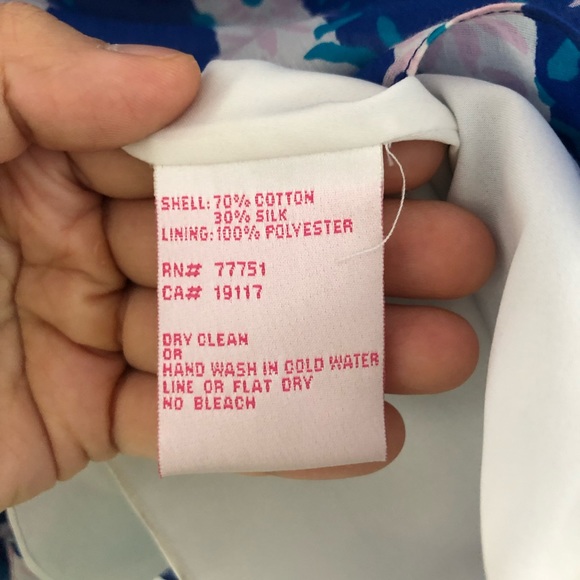 SHELL: 70% COTTON
30% SILK
LINING: 100% POLYESTER
RN# 77751
CA# 19117
DRY CLEAN
OR
HAND WASH IN COLD WATER
LINE OR FLAT DRY
NO BLEACH